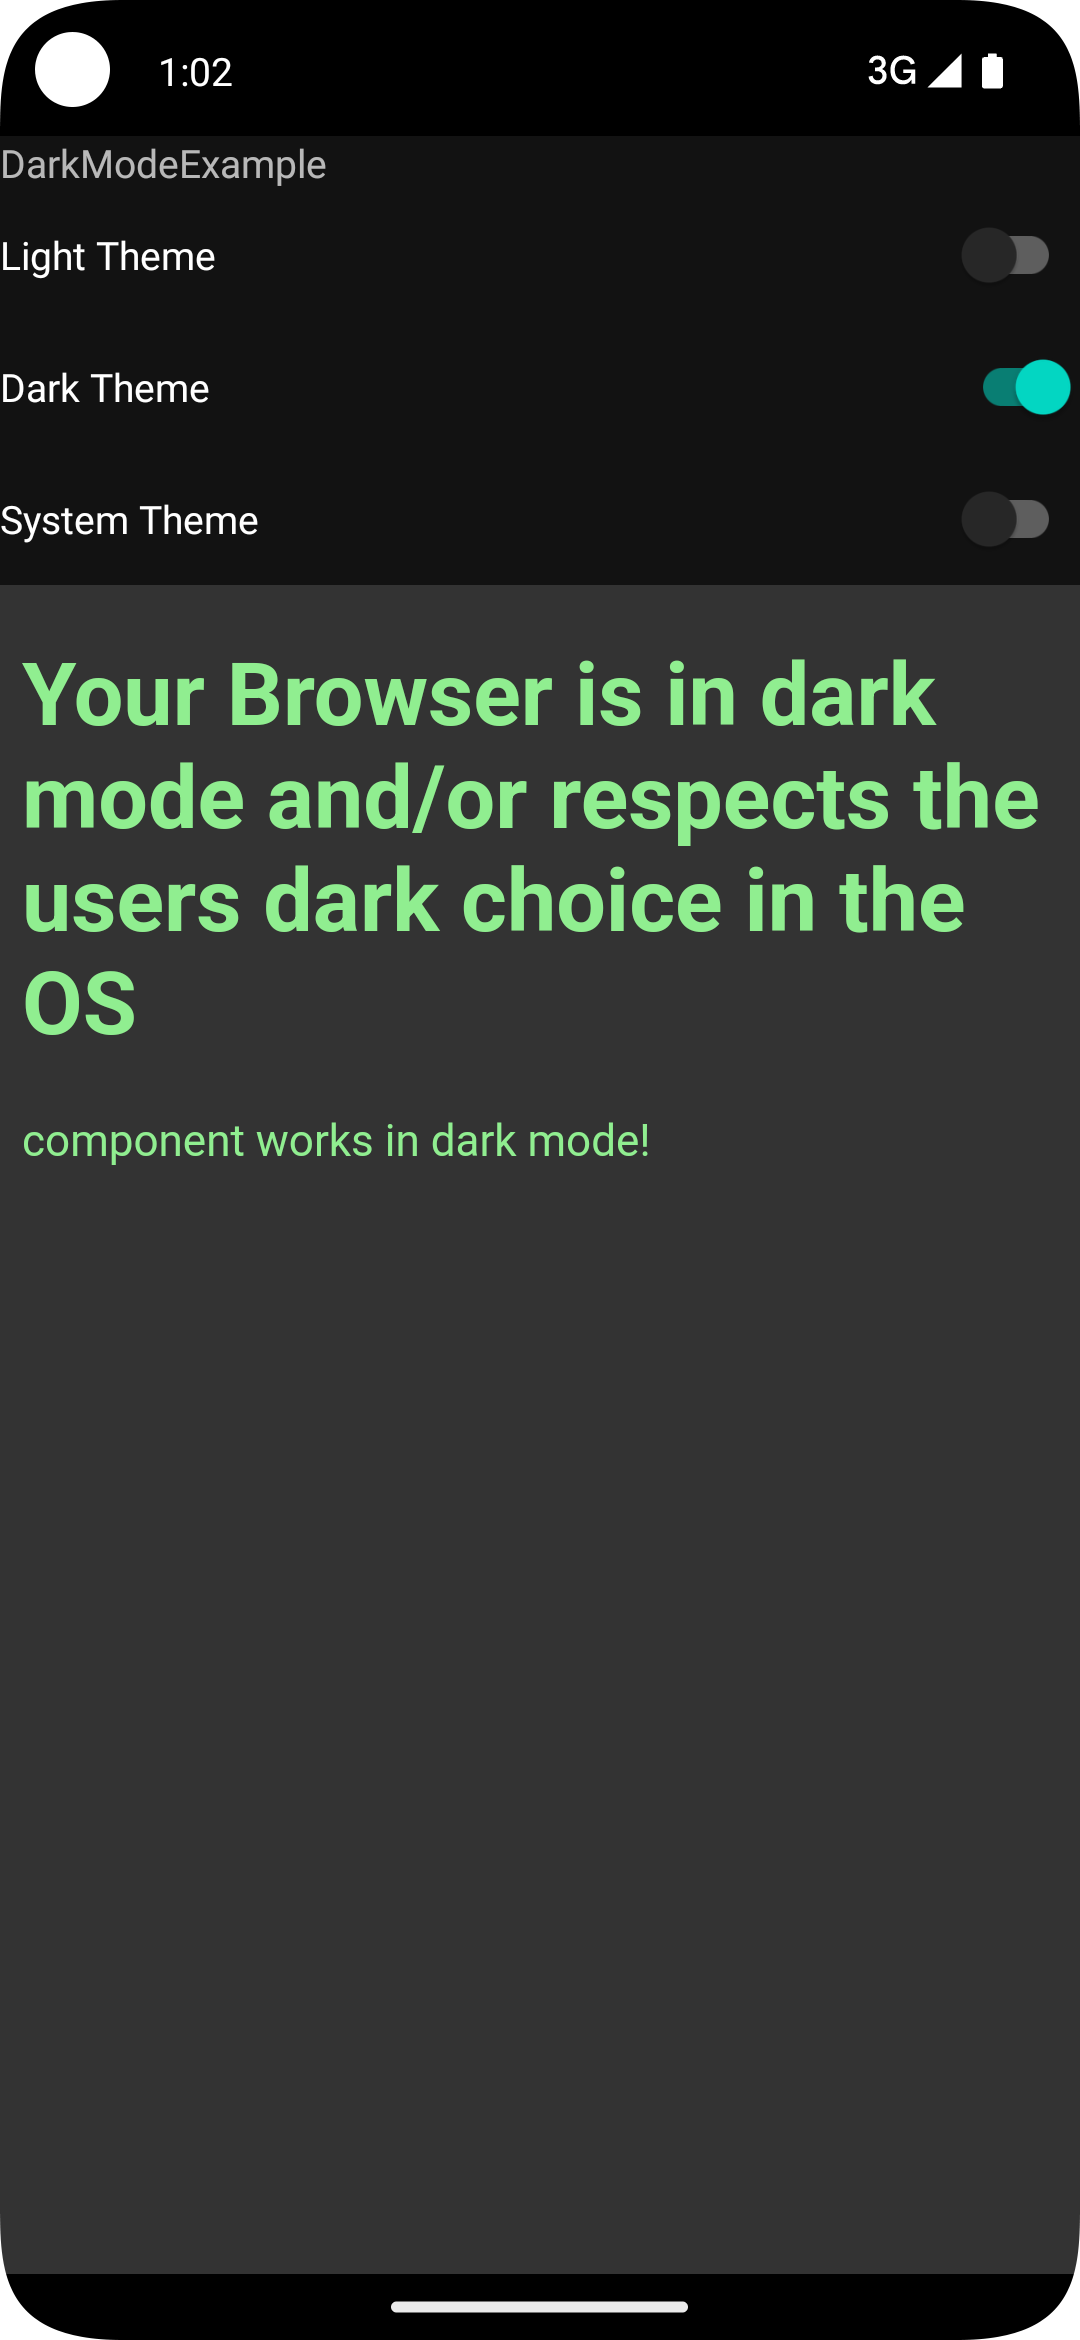 1:02 3G
DarkModeExample
Light Theme
Dark Theme
System Theme
Your Browser is in dark
mode and/or respects the
users dark choice in the
OS
component works in dark mode!